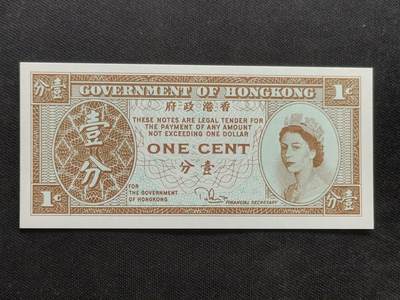 分壹 GOVERNMENT OF HONGKONG 1¢
府政港香
THESE NOTES ARE LEGAL TENDER FOR
THE PAYMENT OF ANY AMOUNT
NOT EXCEEDING ONE DOLLAR
壹分
ONE CENT
分壹
FOR
THE GOVERNMENT
OF HONGKONG
FINANCIAL SECRETARY
1¢ 分壹